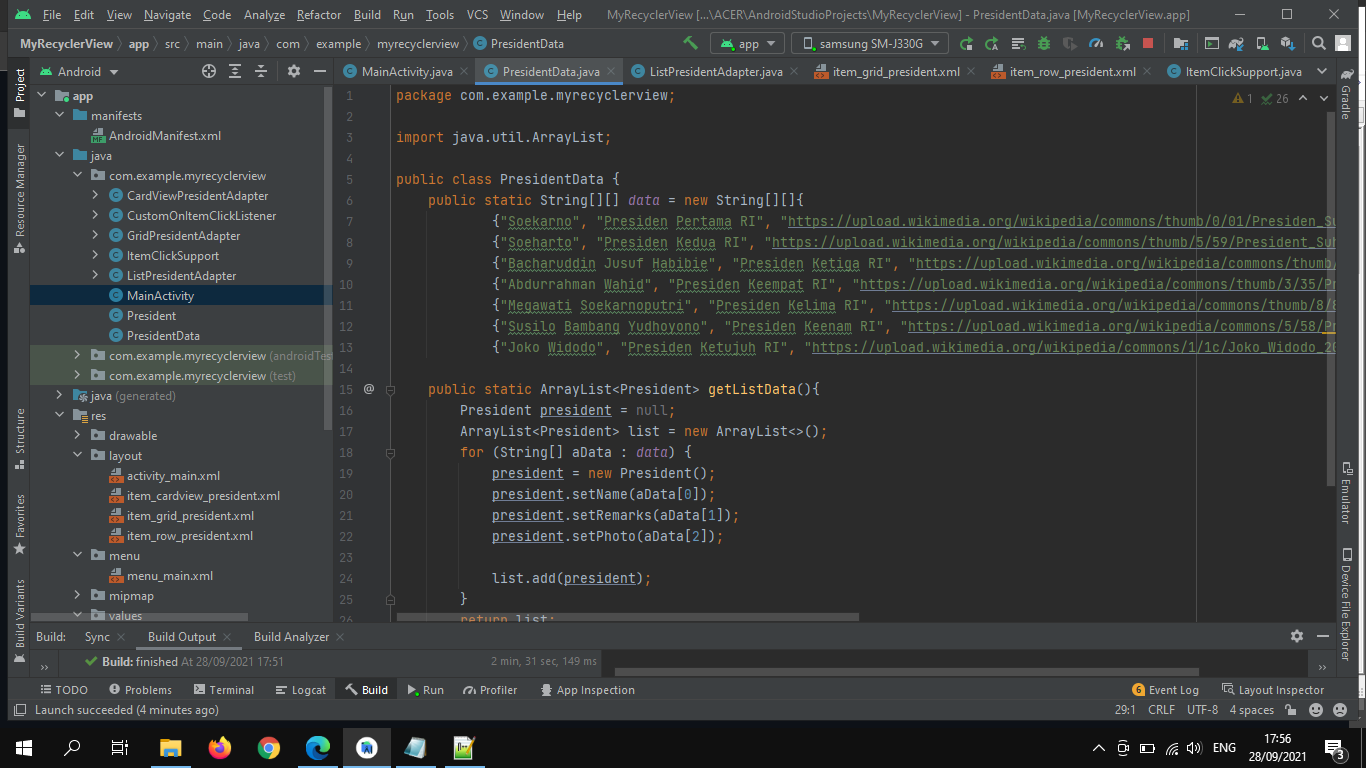 File Edit View Navigate Code Analyze Refactor Build Run Tools VCS Window Help MyRecyclerView [...\ACER\AndroidStudioProjects\MyRecyclerView] - PresidentData.java [MyRecyclerView.app]
MyRecyclerView app src main java com example myrecyclerview PresidentData app samsung SM-J330G
Android MainActivity.java PresidentData.java ListPresidentAdapter.java item_grid_president.xml item_row_president.xml ItemClickSupport.java
Project
Resource Manager
Structure
Favorites
Build Variants
app
manifests
AndroidManifest.xml
java
com.example.myrecyclerview
CardViewPresidentAdapter
CustomOnItemClickListener
GridPresidentAdapter
ItemClickSupport
ListPresidentAdapter
MainActivity
President
PresidentData
com.example.myrecyclerview (androidTest
com.example.myrecyclerview (test)
java (generated)
res
drawable
layout
activity_main.xml
item_cardview_president.xml
item_grid_president.xml
item_row_president.xml
menu
menu_main.xml
mipmap
values
1 package com.example.myrecyclerview; 1 26
2
3 import java.util.ArrayList;
4
5 public class PresidentData {
6 public static String[][] data = new String[][]{
7 {"Soekarno", "Presiden Pertama RI", "https://upload.wikimedia.org/wikipedia/commons/thumb/0/01/Presiden_Su
8 {"Soeharto", "Presiden Kedua RI", "https://upload.wikimedia.org/wikipedia/commons/thumb/5/59/President_Suh
9 {"Bacharuddin Jusuf Habibie", "Presiden Ketiga RI", "https://upload.wikimedia.org/wikipedia/commons/thumb/
10 {"Abdurrahman Wahid", "Presiden Keempat RI", "https://upload.wikimedia.org/wikipedia/commons/thumb/3/35/Pr
11 {"Megawati Soekarnoputri", "Presiden Kelima RI", "https://upload.wikimedia.org/wikipedia/commons/thumb/8/8
12 {"Susilo Bambang Yudhoyono", "Presiden Keenam RI", "https://upload.wikimedia.org/wikipedia/commons/5/58/Pr
13 {"Joko Widodo", "Presiden Ketujuh RI", "https://upload.wikimedia.org/wikipedia/commons/1/1c/Joko_Widodo_20
14
15 @ public static ArrayList<President> getListData(){
16 President president = null;
17 ArrayList<President> list = new ArrayList<>();
18 for (String[] aData : data) {
19 president = new President();
20 president.setName(aData[0]);
21 president.setRemarks(aData[1]);
22 president.setPhoto(aData[2]);
23
24 list.add(president);
25 }
26 return list;
Gradle
Emulator
Device File Explorer
Build: Sync Build Output Build Analyzer
Build: finished At 28/09/2021 17:51 2 min, 31 sec, 149 ms
TODO Problems Terminal Logcat Build Run Profiler App Inspection 6 Event Log Layout Inspector
Launch succeeded (4 minutes ago) 29:1 CRLF UTF-8 4 spaces
ENG 17:56
28/09/2021 3